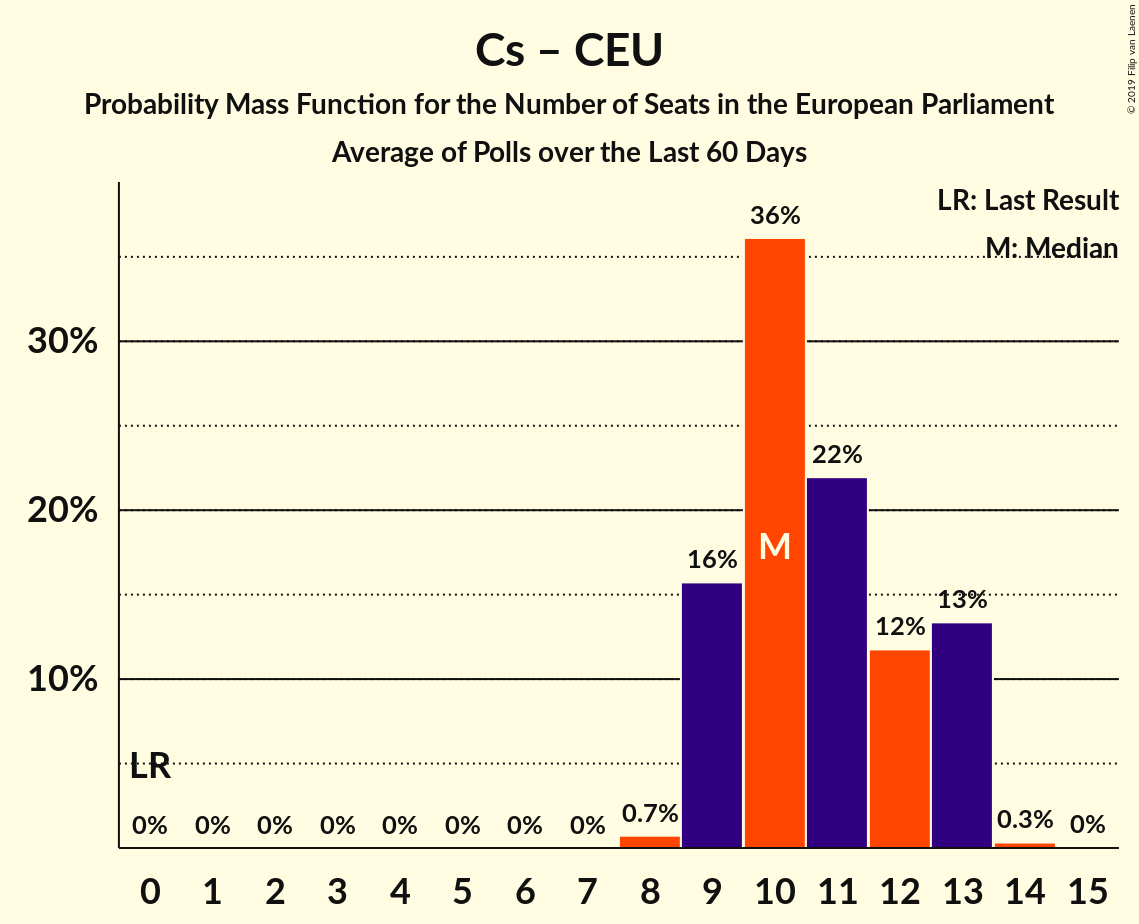 Cs – CEU
Probability Mass Function for the Number of Seats in the European Parliament
Average of Polls over the Last 60 Days
© 2019 Filip van Laenen
LR: Last Result
M: Median
30%
20%
10%
LR
M
0% 0% 0% 0% 0% 0% 0% 0% 0.7% 16% 36% 22% 12% 13% 0.3% 0%
0 1 2 3 4 5 6 7 8 9 10 11 12 13 14 15